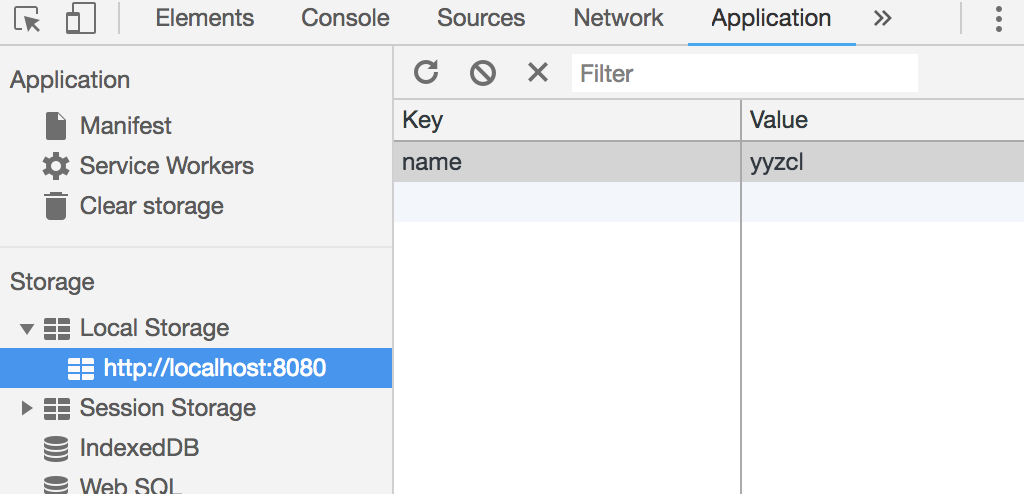 Elements Console Sources Network Application »
Application
Manifest
Service Workers
Clear storage
Storage
Local Storage
http://localhost:8080
Session Storage
IndexedDB
Web SQL
Filter
Key Value
name yyzcl